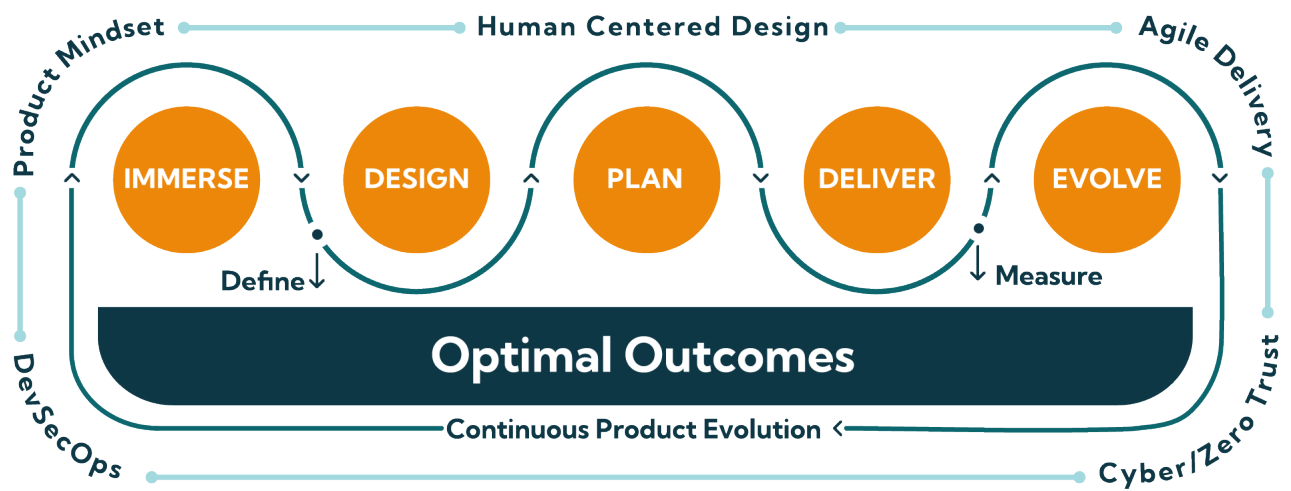 Product Mindset
Human Centered Design
Agile Delivery
IMMERSE
DESIGN
PLAN
DELIVER
EVOLVE
Define
Measure
Optimal Outcomes
Continuous Product Evolution
DevSecOps
Cyber/Zero Trust